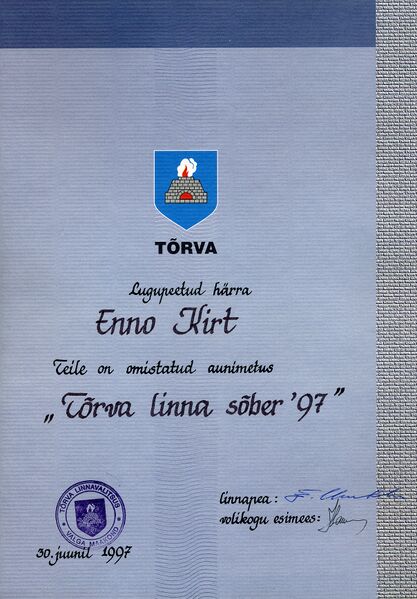 TÕRVA
Lugupeetud härra
Enno Kirt
Teile on omistatud aunimetus
„Tõrva linna sõber '97"
TÕRVA LINNAVALITSUS
VALGA MAAKOND
30. juunil 1997
linnapea:
volikogu esimees: